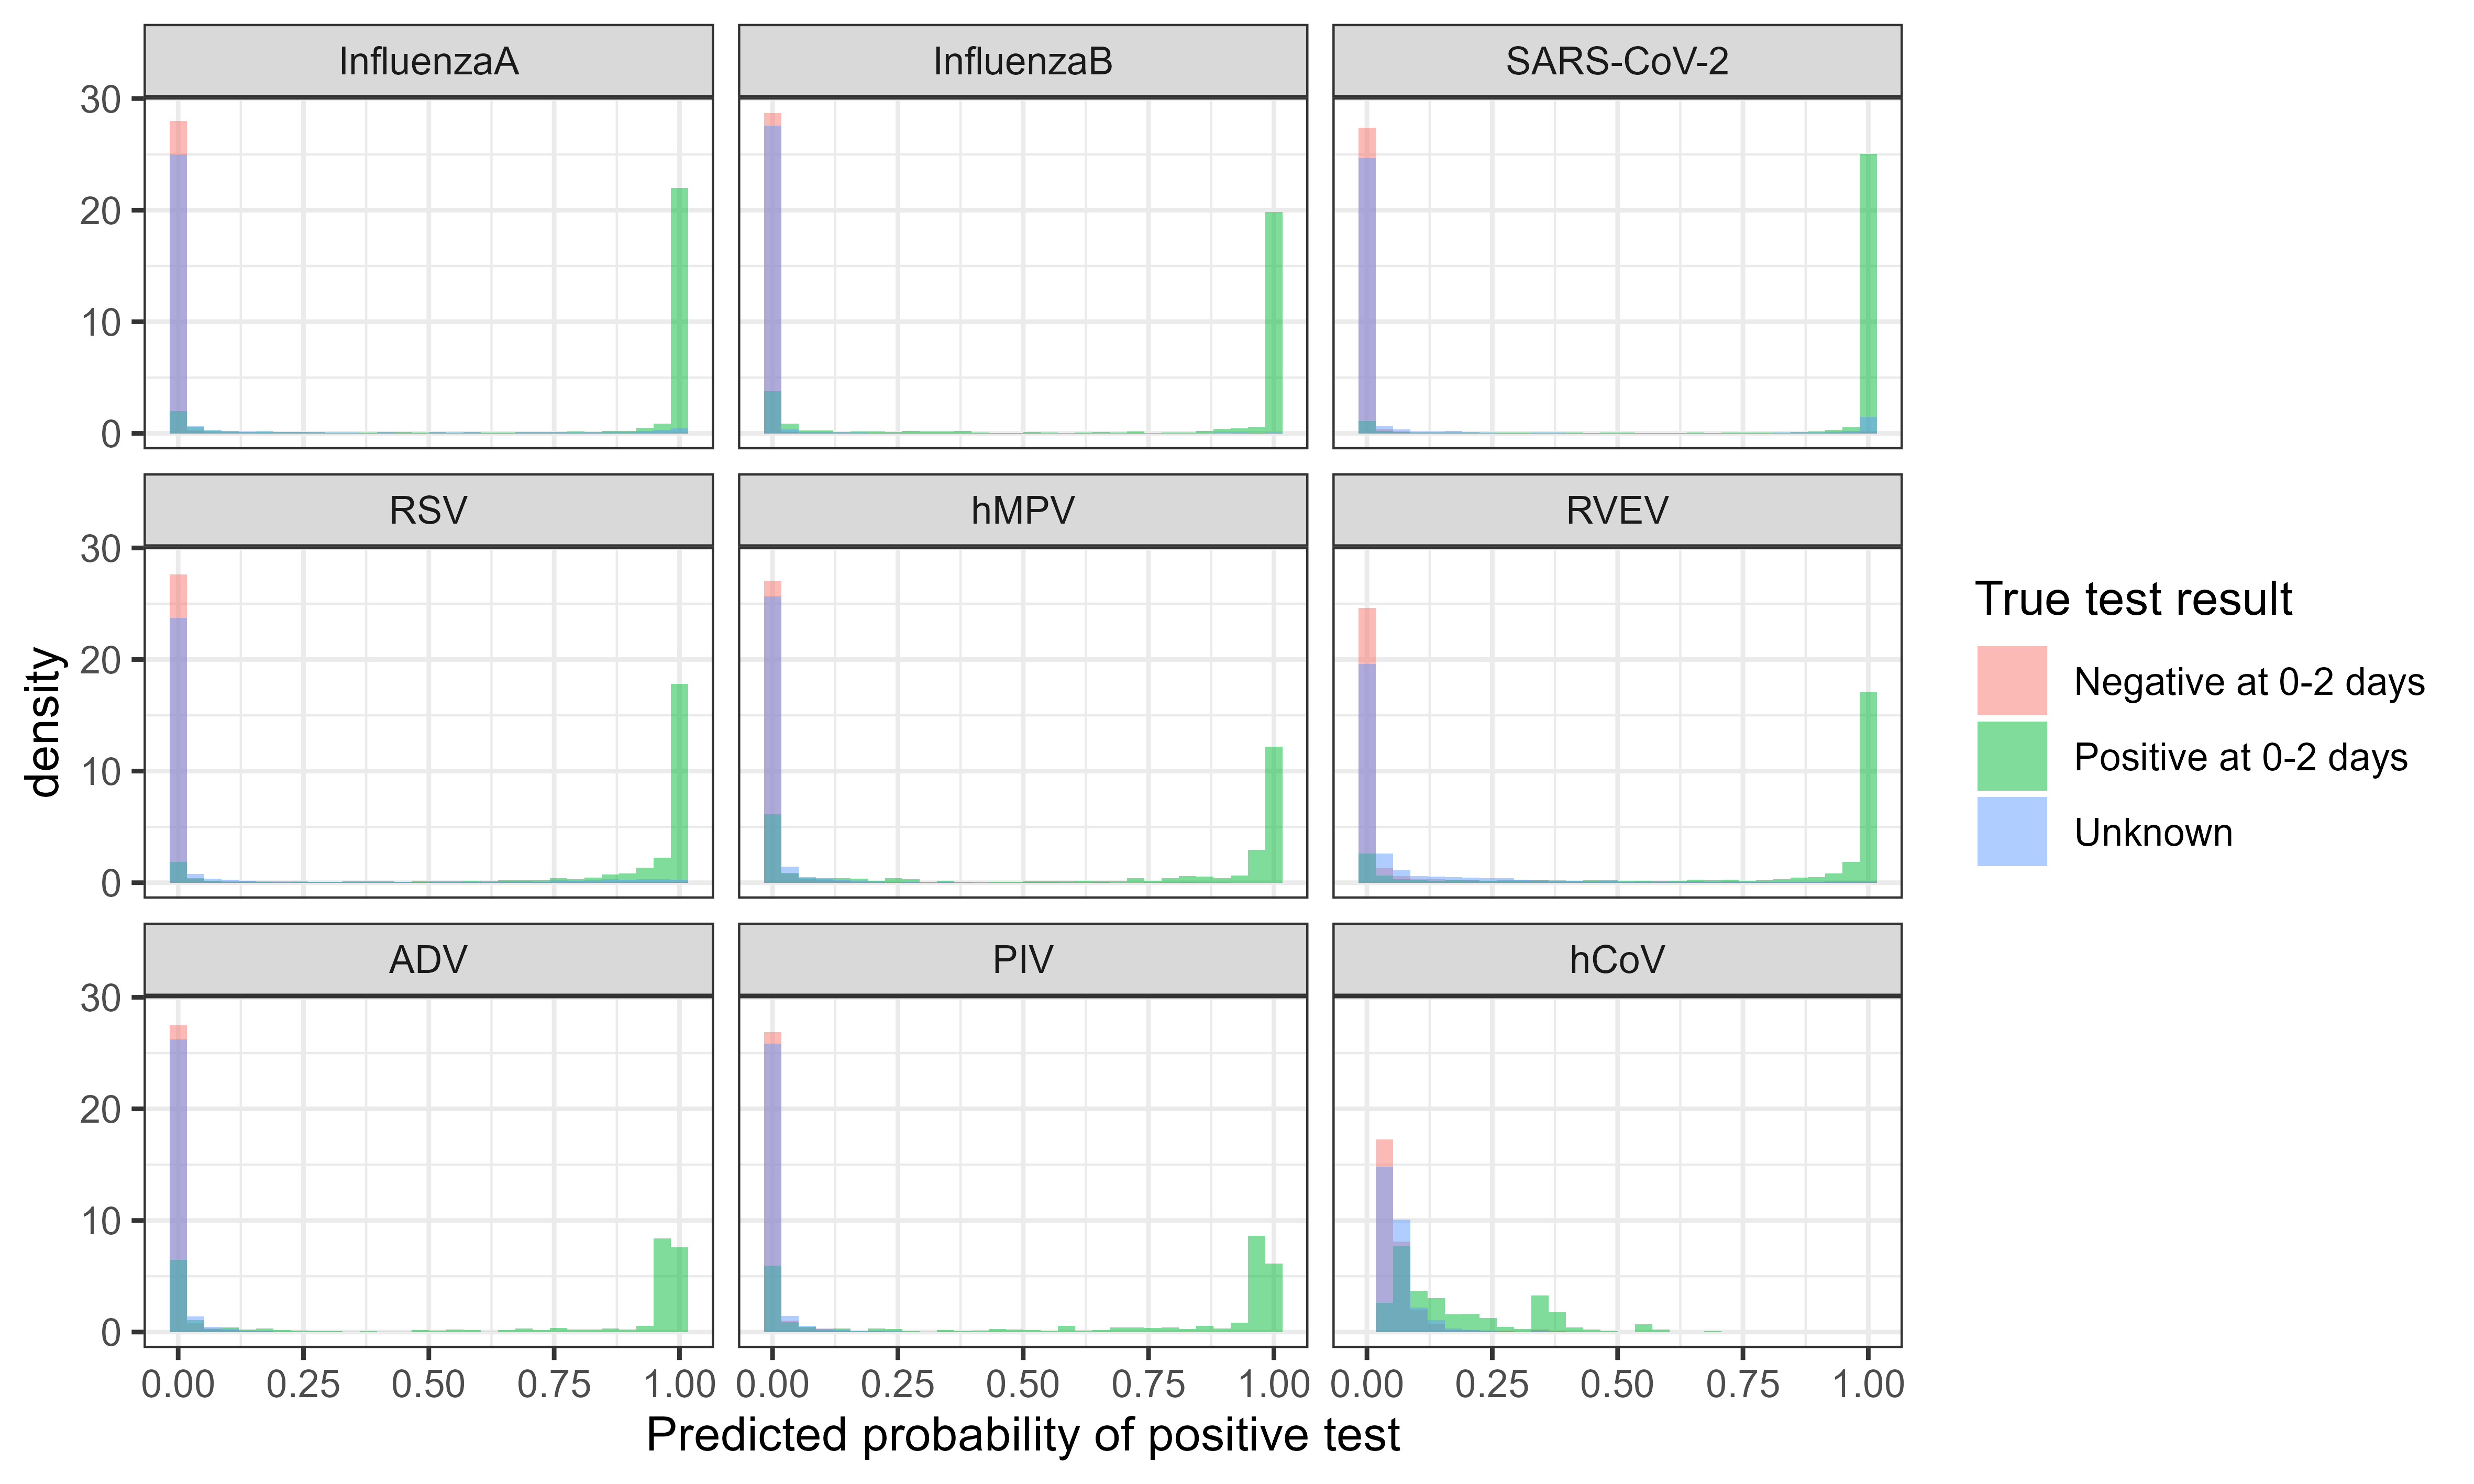 InfluenzaA InfluenzaB SARS-CoV-2
30
20
10
0
RSV hMPV RVEV
30
20
10
0
ADV PIV hCoV
30
20
10
0
0.00 0.25 0.50 0.75 1.00 0.00 0.25 0.50 0.75 1.00 0.00 0.25 0.50 0.75 1.00
Predicted probability of positive test
density
True test result
Negative at 0-2 days
Positive at 0-2 days
Unknown